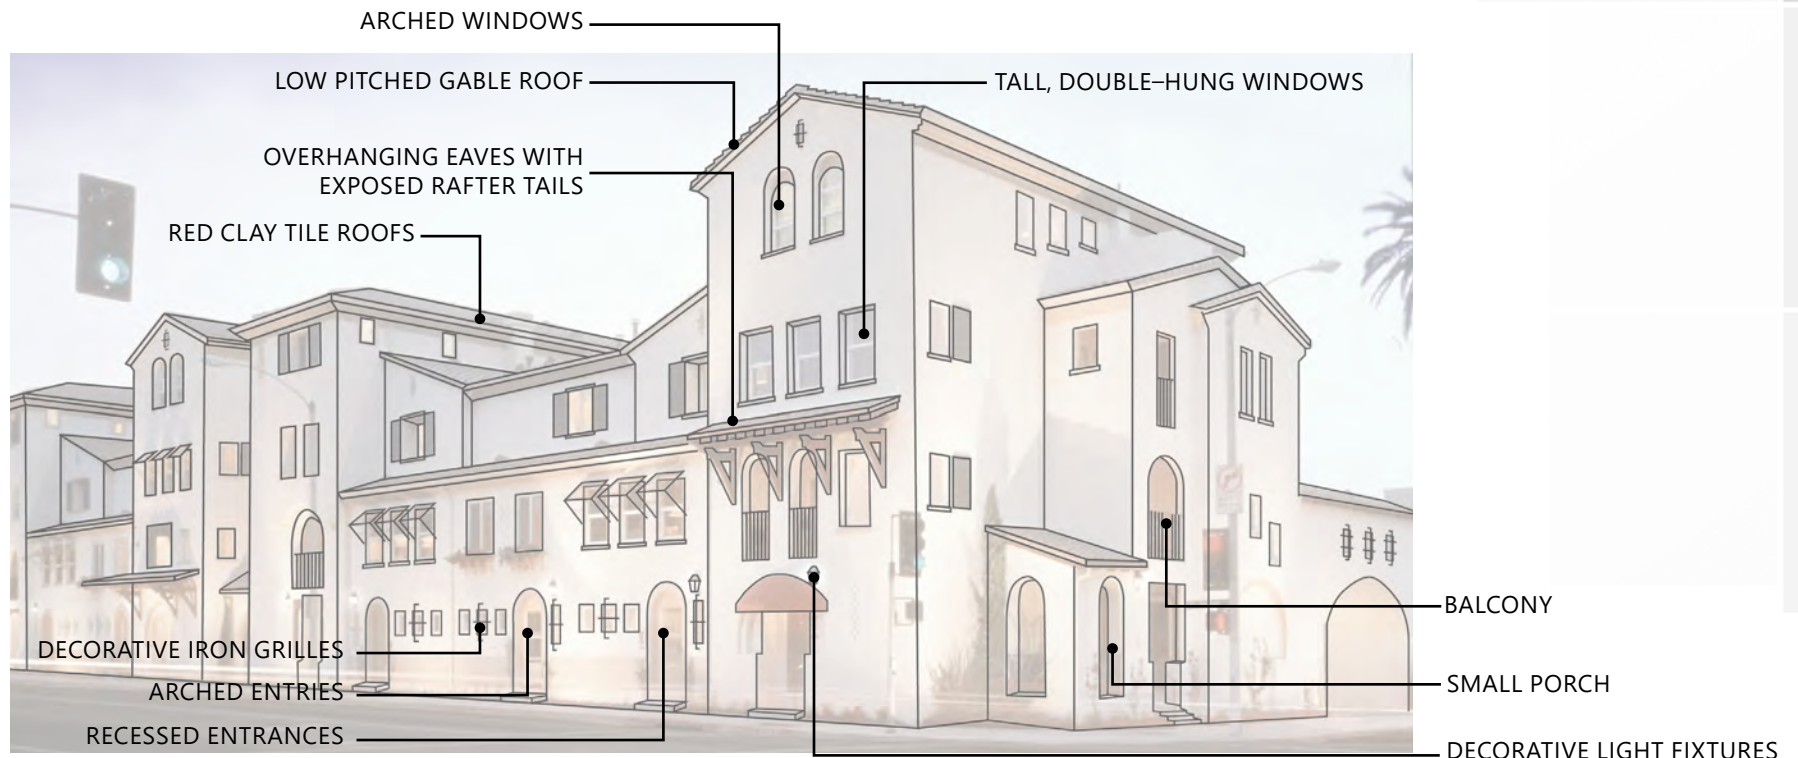 ARCHED WINDOWS
LOW PITCHED GABLE ROOF
TALL, DOUBLE–HUNG WINDOWS
OVERHANGING EAVES WITH
EXPOSED RAFTER TAILS
RED CLAY TILE ROOFS
BALCONY
DECORATIVE IRON GRILLES
ARCHED ENTRIES
SMALL PORCH
RECESSED ENTRANCES
DECORATIVE LIGHT FIXTURES